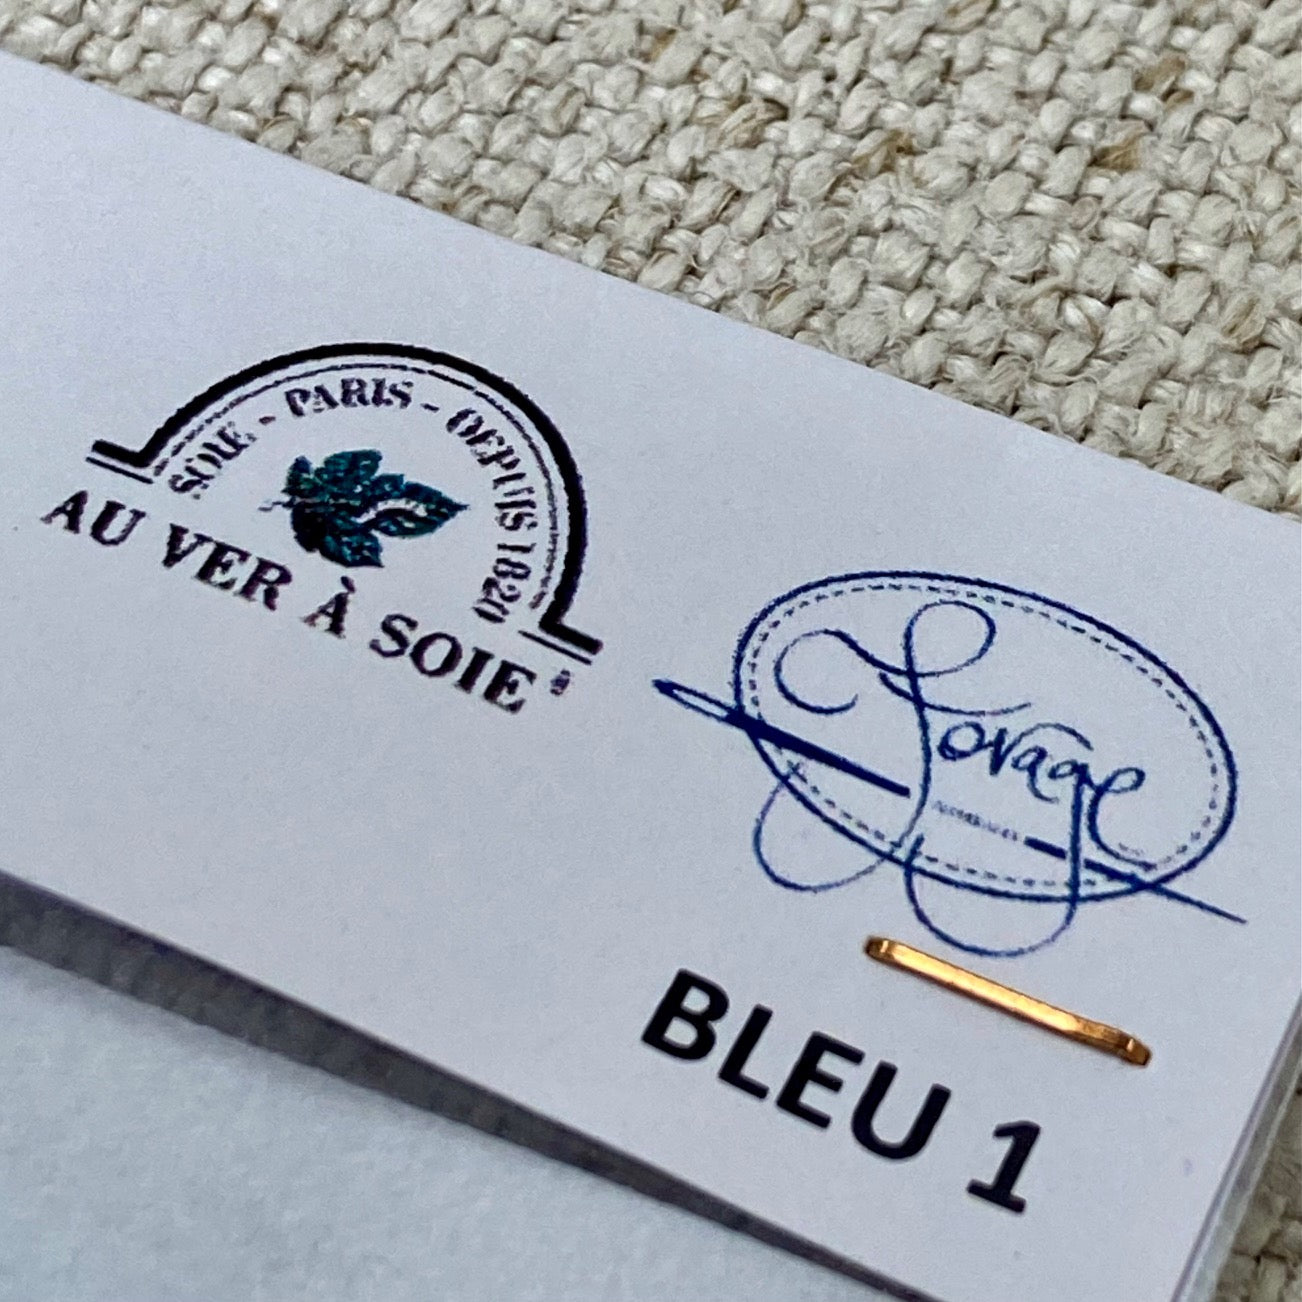 SOIE - PARIS - DEPUIS 1820
AU VER À SOIE®
Lovage
BLEU 1